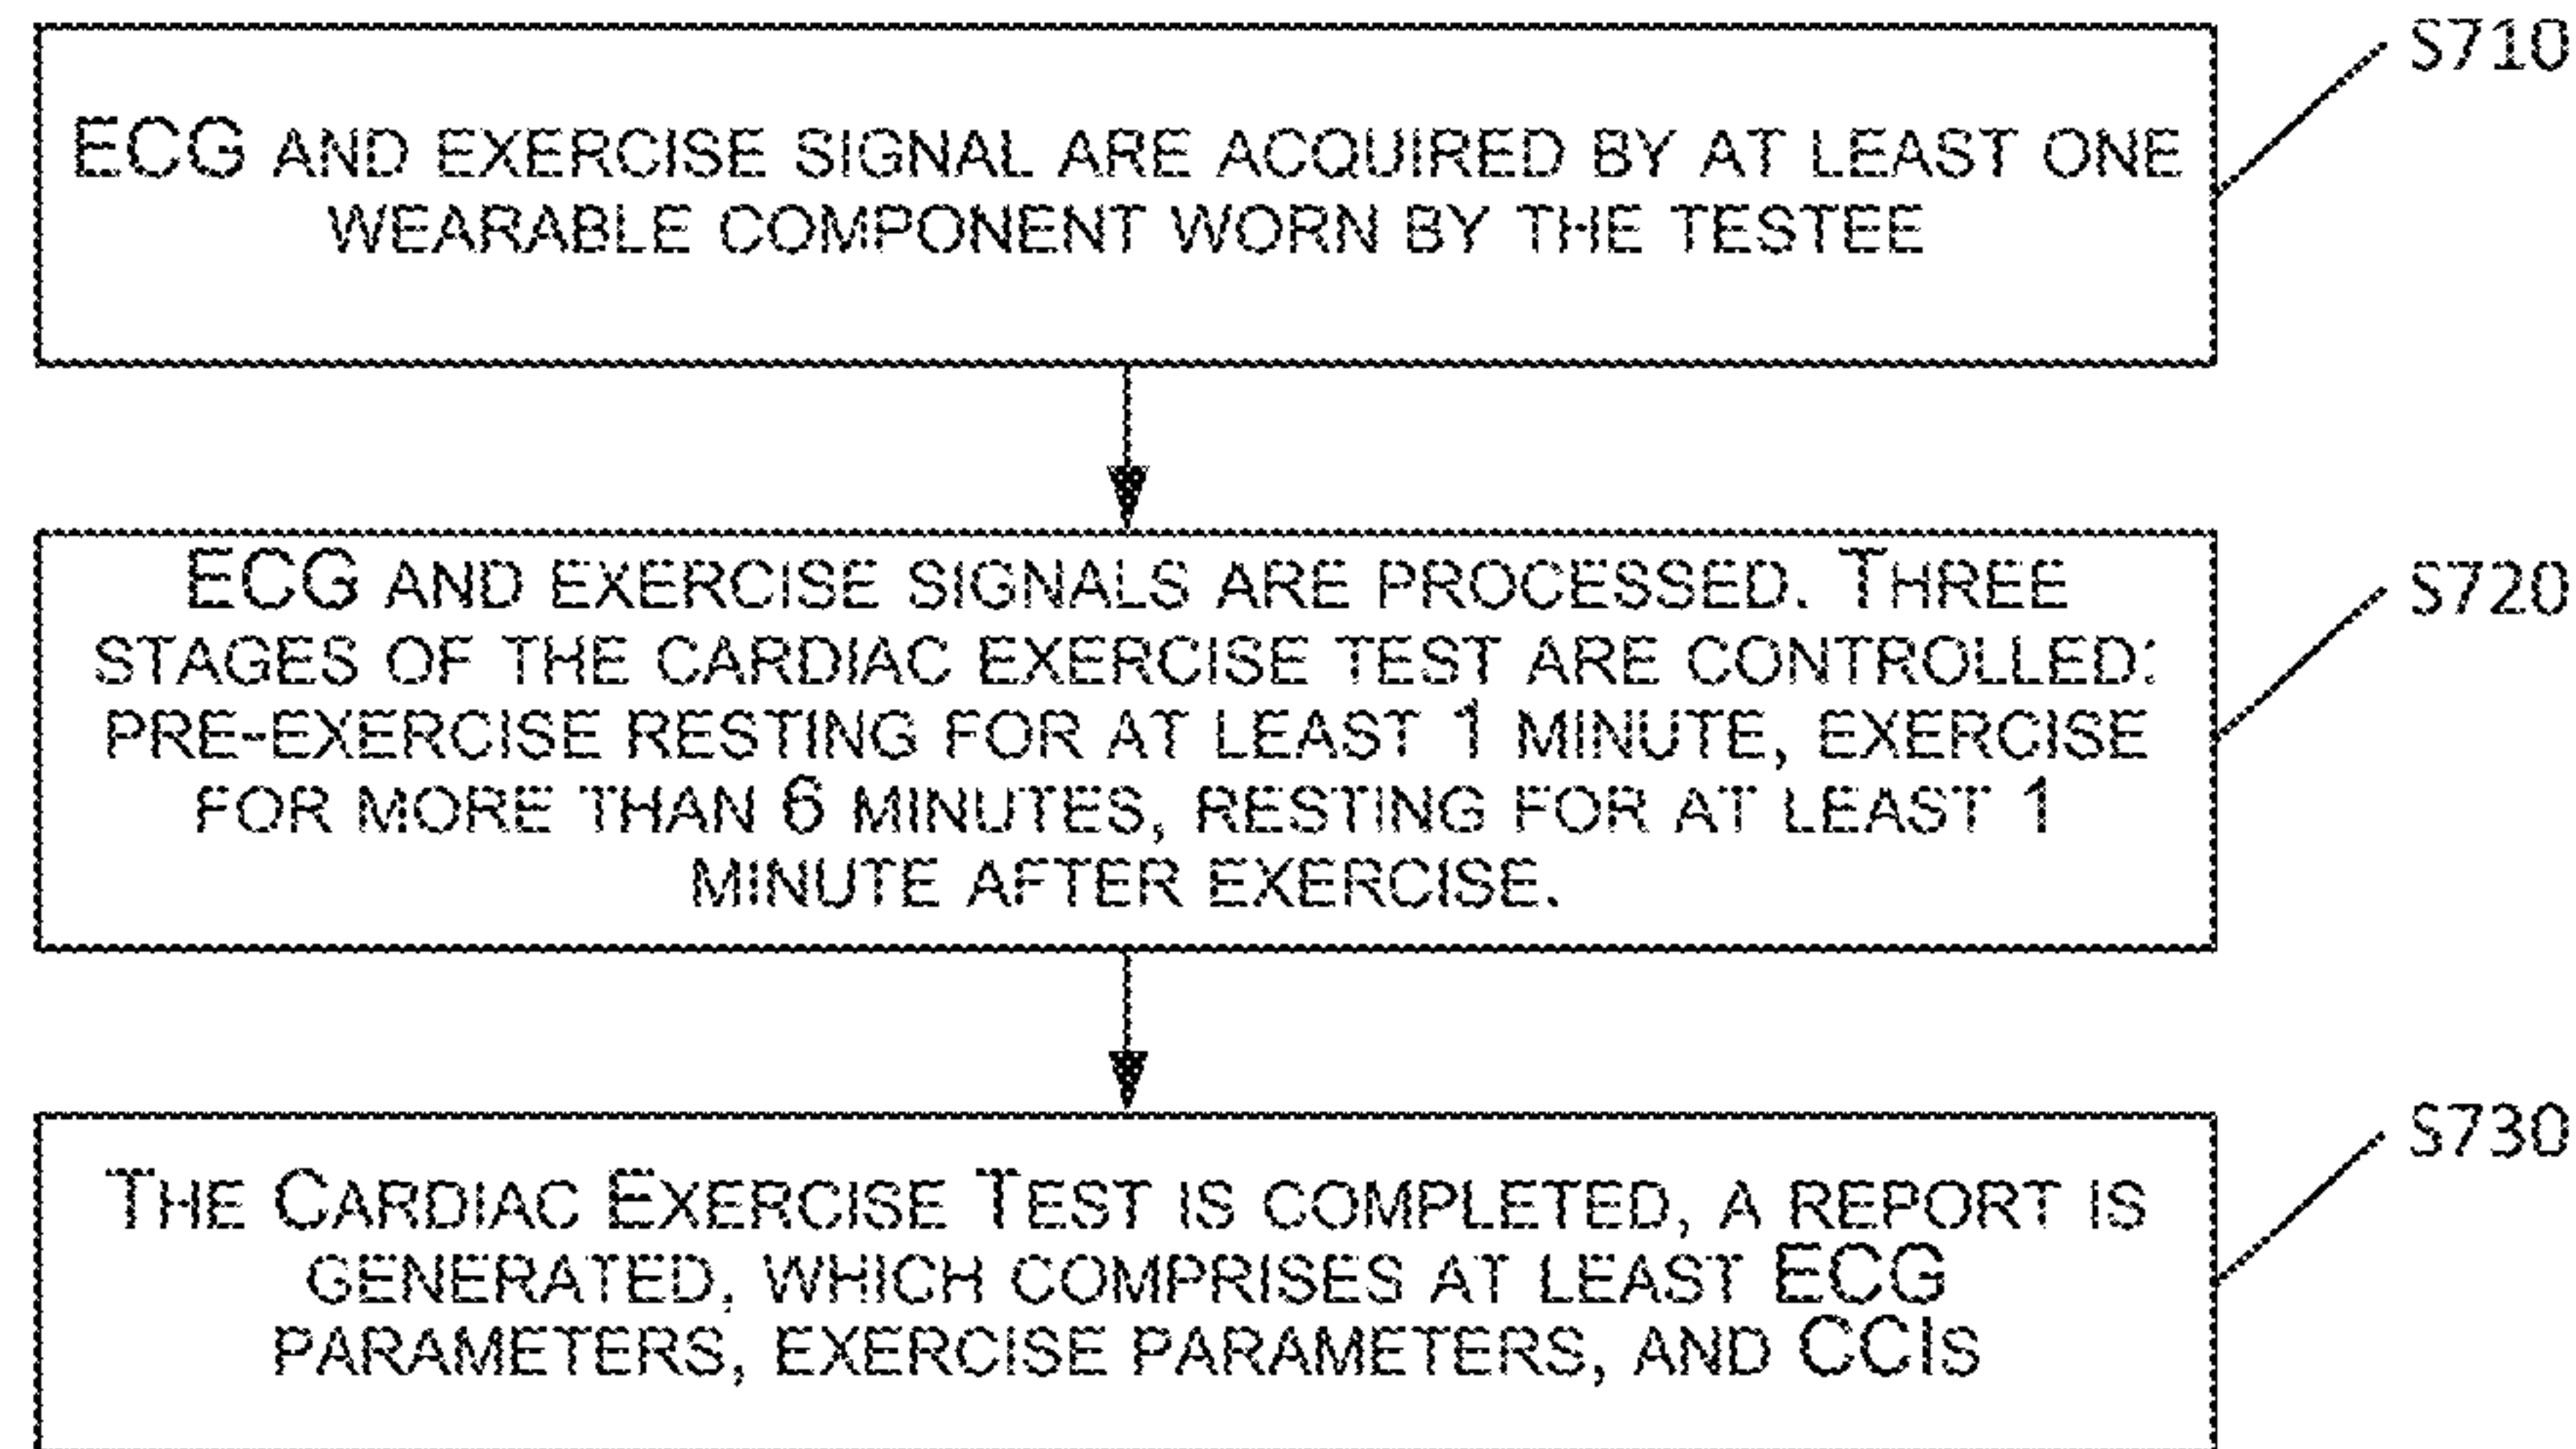 S710
ECG AND EXERCISE SIGNAL ARE ACQUIRED BY AT LEAST ONE
WEARABLE COMPONENT WORN BY THE TESTEE
S720
ECG AND EXERCISE SIGNALS ARE PROCESSED. THREE
STAGES OF THE CARDIAC EXERCISE TEST ARE CONTROLLED:
PRE-EXERCISE RESTING FOR AT LEAST 1 MINUTE, EXERCISE
FOR MORE THAN 6 MINUTES, RESTING FOR AT LEAST 1
MINUTE AFTER EXERCISE.
S730
THE CARDIAC EXERCISE TEST IS COMPLETED, A REPORT IS
GENERATED, WHICH COMPRISES AT LEAST ECG
PARAMETERS, EXERCISE PARAMETERS, AND CCIS